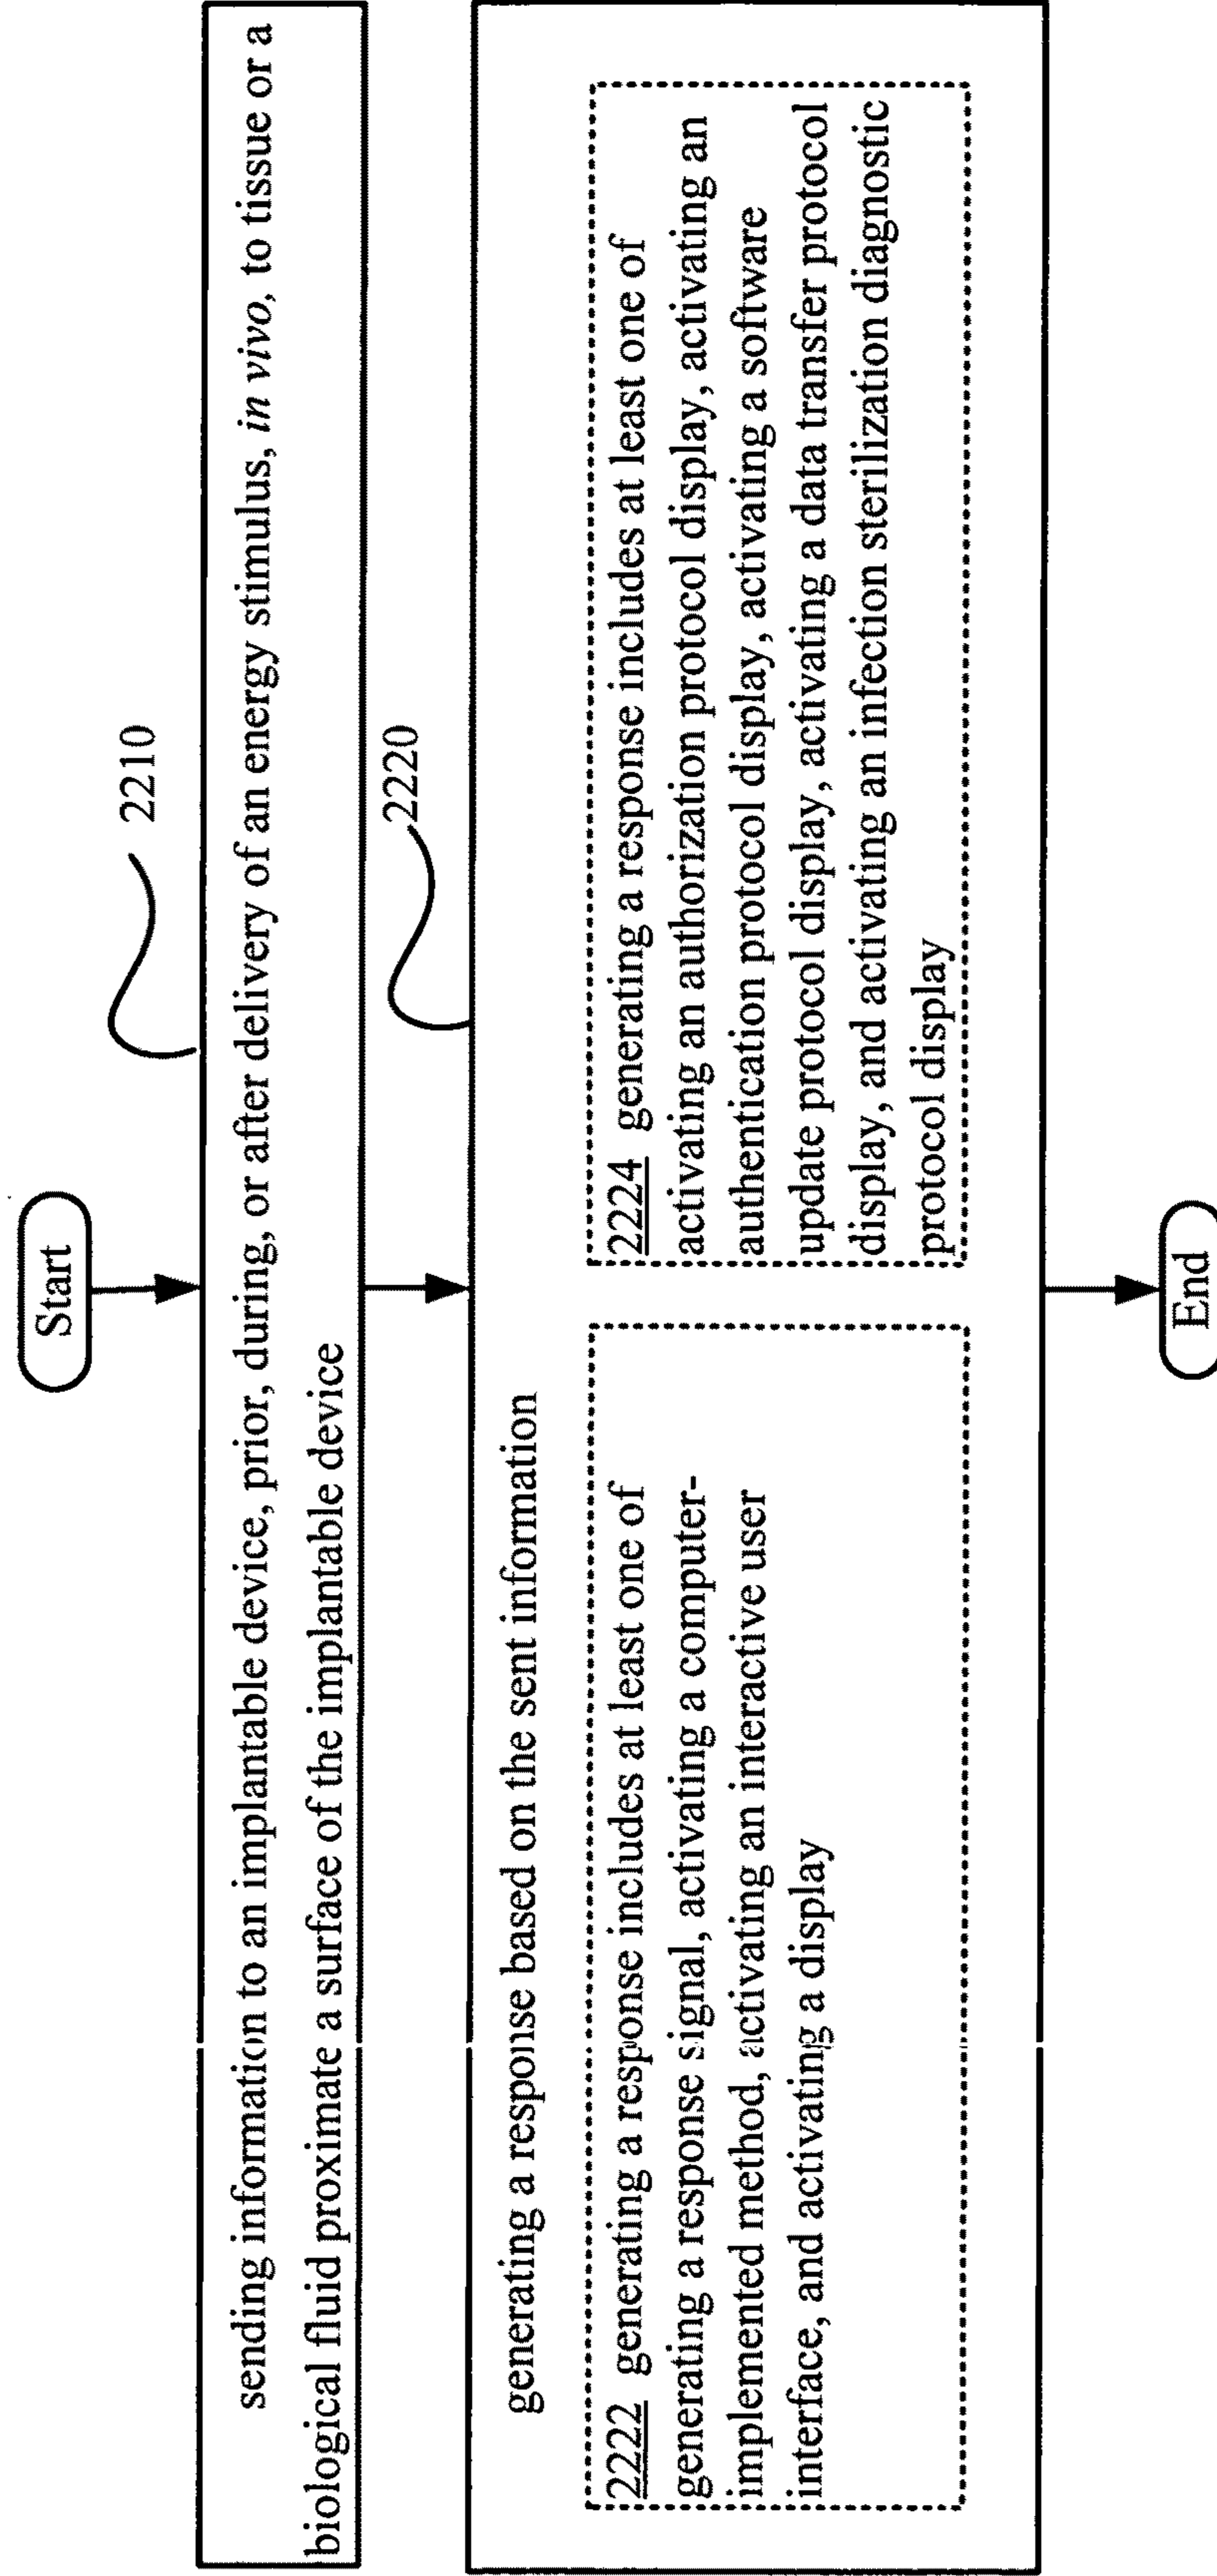 Start
2210
sending information to an implantable device, prior, during, or after delivery of an energy stimulus, in vivo, to tissue or a
biological fluid proximate a surface of the implantable device
2220
generating a response based on the sent information
2222 generating a response includes at least one of
generating a response signal, activating a computer-
implemented method, activating an interactive user
interface, and activating a display
2224 generating a response includes at least one of
activating an authorization protocol display, activating an
authentication protocol display, activating a software
update protocol display, activating a data transfer protocol
display, and activating an infection sterilization diagnostic
protocol display
End